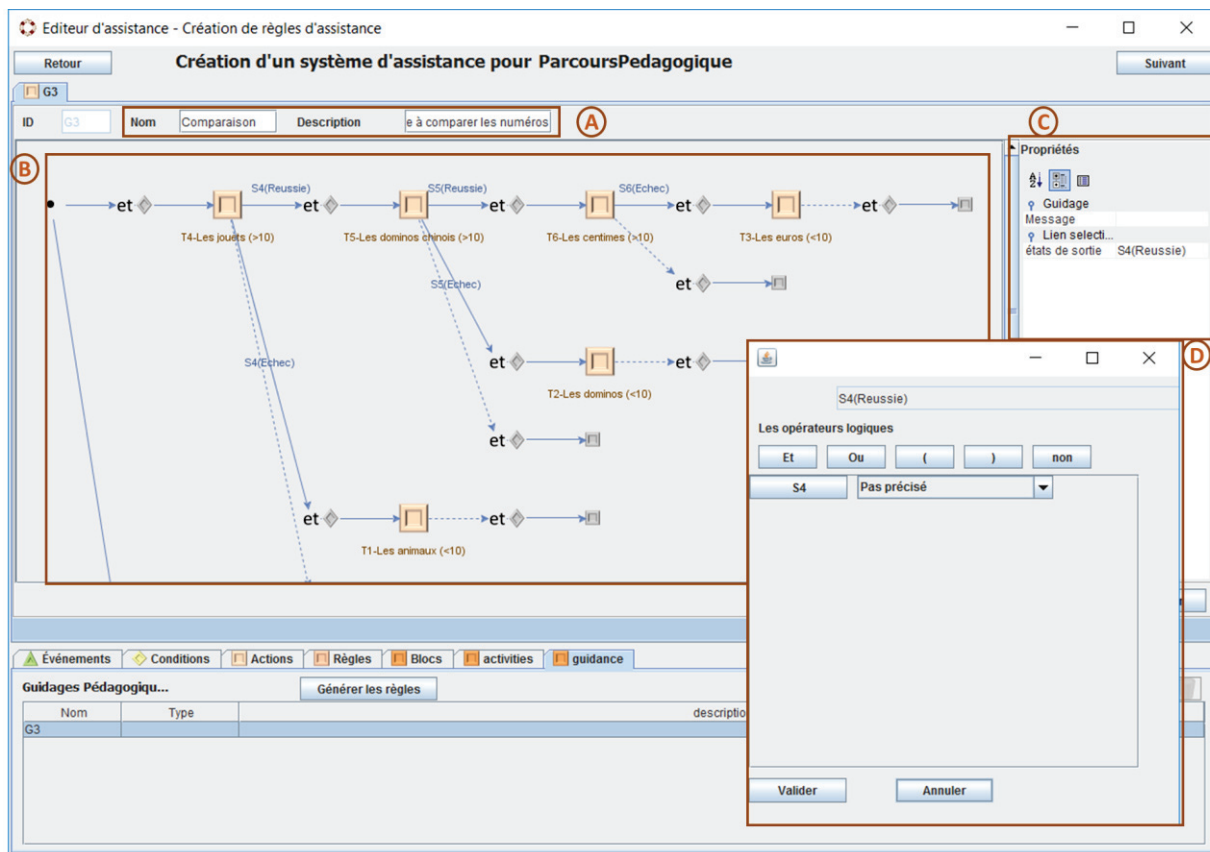 Editeur d'assistance - Création de règles d'assistance
Retour Création d'un système d'assistance pour ParcoursPedagogique Suivant
G3
ID G3 Nom Comparaison Description e à comparer les numéros A
C
Propriétés
B
Guidage
Message
Lien selecti...
états de sortie S4(Reussie)
S4(Reussie) S5(Reussie) S6(Echec)
et et et et et
T4-Les jouets (>10) T5-Les dominos chinois (>10) T6-Les centimes (>10) T3-Les euros (<10)
S5(Echec) et
S4(Echec) et et
T2-Les dominos (<10)
et
et et
T1-Les animaux (<10)
D
S4(Reussie)
Les opérateurs logiques
Et Ou ( ) non
S4 Pas précisé
Valider Annuler
Événements Conditions Actions Règles Blocs activities guidance
Guidages Pédagogiqu... Générer les règles
Nom Type descriptio
G3